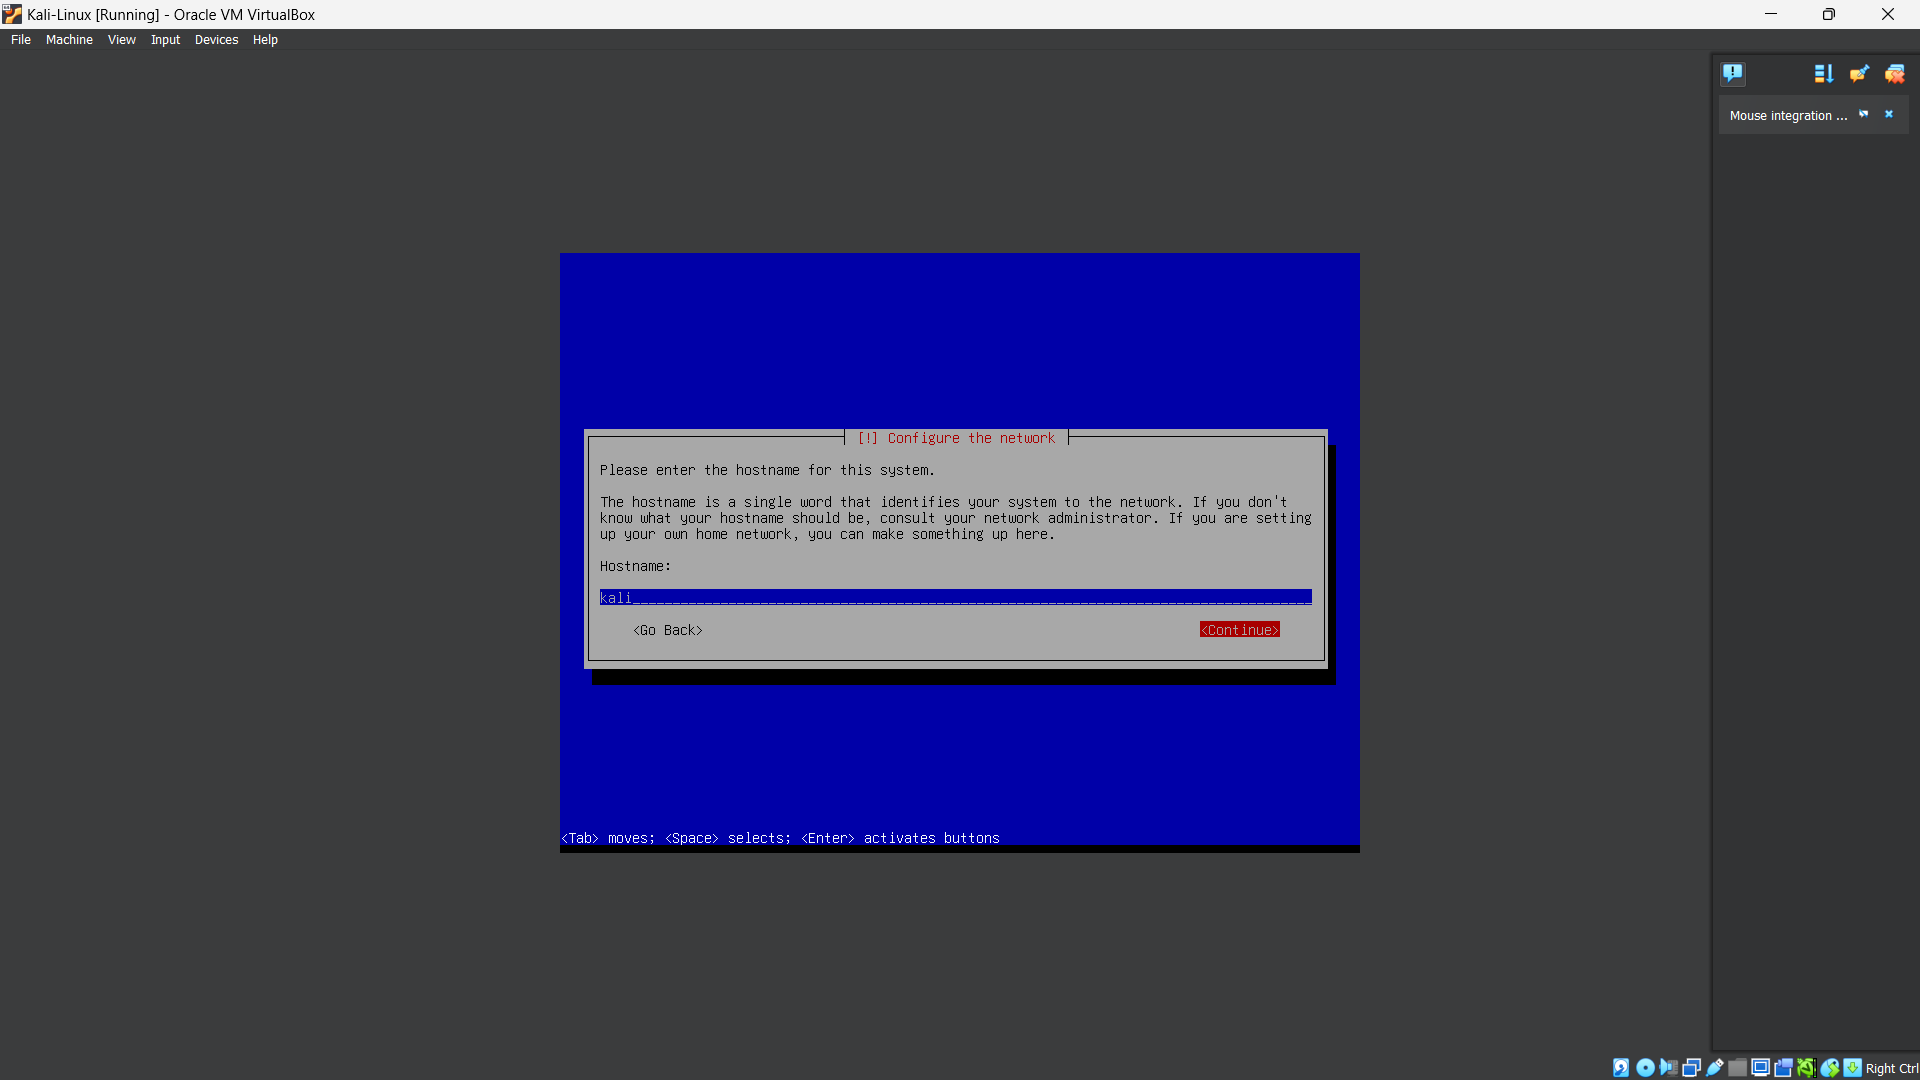 Kali-Linux [Running] - Oracle VM VirtualBox
File Machine View Input Devices Help
Mouse integration ...
[!] Configure the network
Please enter the hostname for this system.
The hostname is a single word that identifies your system to the network. If you don't
know what your hostname should be, consult your network administrator. If you are setting
up your own home network, you can make something up here.
Hostname:
kali
<Go Back> <Continue>
<Tab> moves; <Space> selects; <Enter> activates buttons
Right Ctrl